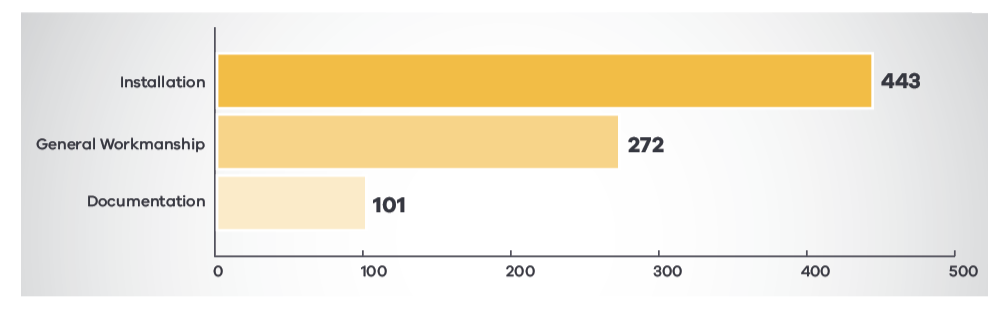 Installation 443
General Workmanship 272
Documentation 101
0 100 200 300 400 500